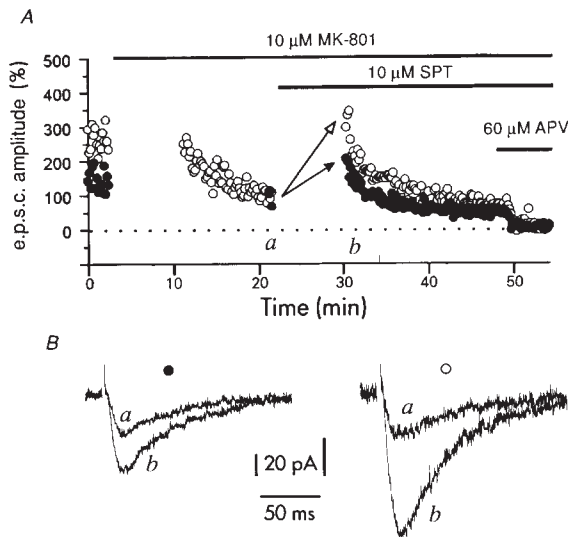 A
10 µM MK-801
10 µM SPT
60 µM APV
e.p.s.c. amplitude (%)
500
400
300
200
100
0
a
b
0
10
20
30
40
50
Time (min)
B
a
b
20 pA
50 ms
a
b